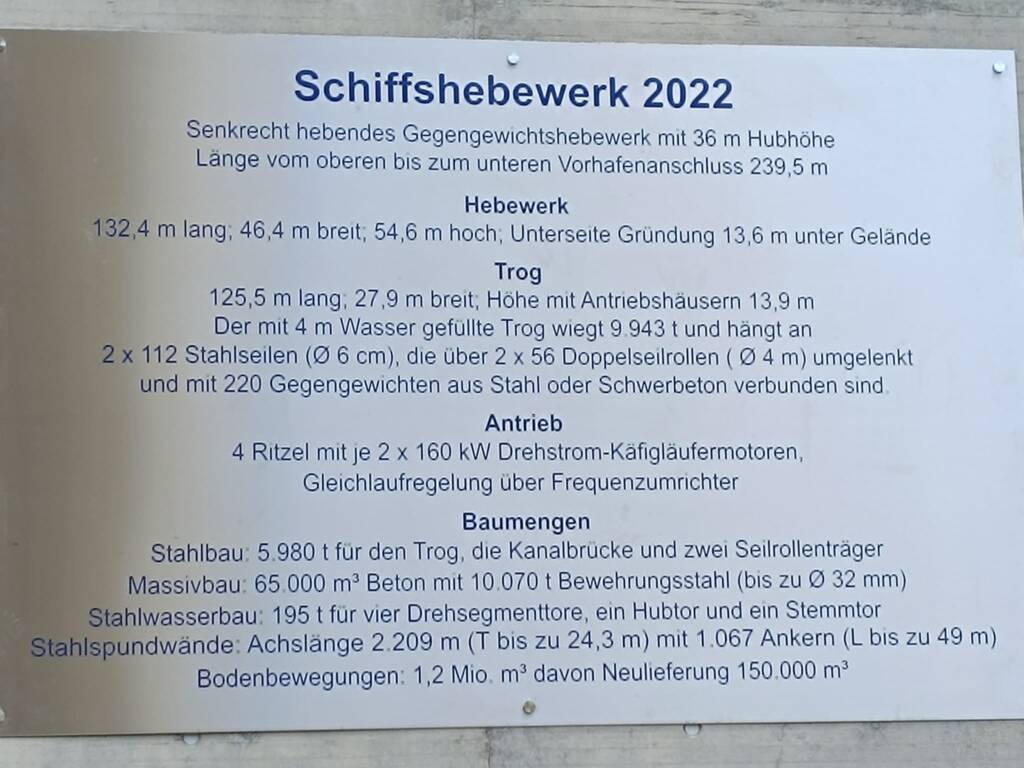 Schiffshebewerk 2022
Senkrecht hebendes Gegengewichtshebewerk mit 36 m Hubhöhe
Länge vom oberen bis zum unteren Vorhafenanschluss 239,5 m
Hebewerk
132,4 m lang; 46,4 m breit; 54,6 m hoch; Unterseite Gründung 13,6 m unter Gelände
Trog
125,5 m lang; 27,9 m breit; Höhe mit Antriebshäusern 13,9 m
Der mit 4 m Wasser gefüllte Trog wiegt 9.943 t und hängt an
2 x 112 Stahlseilen (Ø 6 cm), die über 2 x 56 Doppelseilrollen ( Ø 4 m) umgelenkt
und mit 220 Gegengewichten aus Stahl oder Schwerbeton verbunden sind.
Antrieb
4 Ritzel mit je 2 x 160 kW Drehstrom-Käfigläufermotoren,
Gleichlaufregelung über Frequenzumrichter
Baumengen
Stahlbau: 5.980 t für den Trog, die Kanalbrücke und zwei Seilrollenträger
Massivbau: 65.000 m³ Beton mit 10.070 t Bewehrungsstahl (bis zu Ø 32 mm)
Stahlwasserbau: 195 t für vier Drehsegmenttore, ein Hubtor und ein Stemmtor
Stahlspundwände: Achslänge 2.209 m (T bis zu 24,3 m) mit 1.067 Ankern (L bis zu 49 m)
Bodenbewegungen: 1,2 Mio. m³ davon Neulieferung 150.000 m³